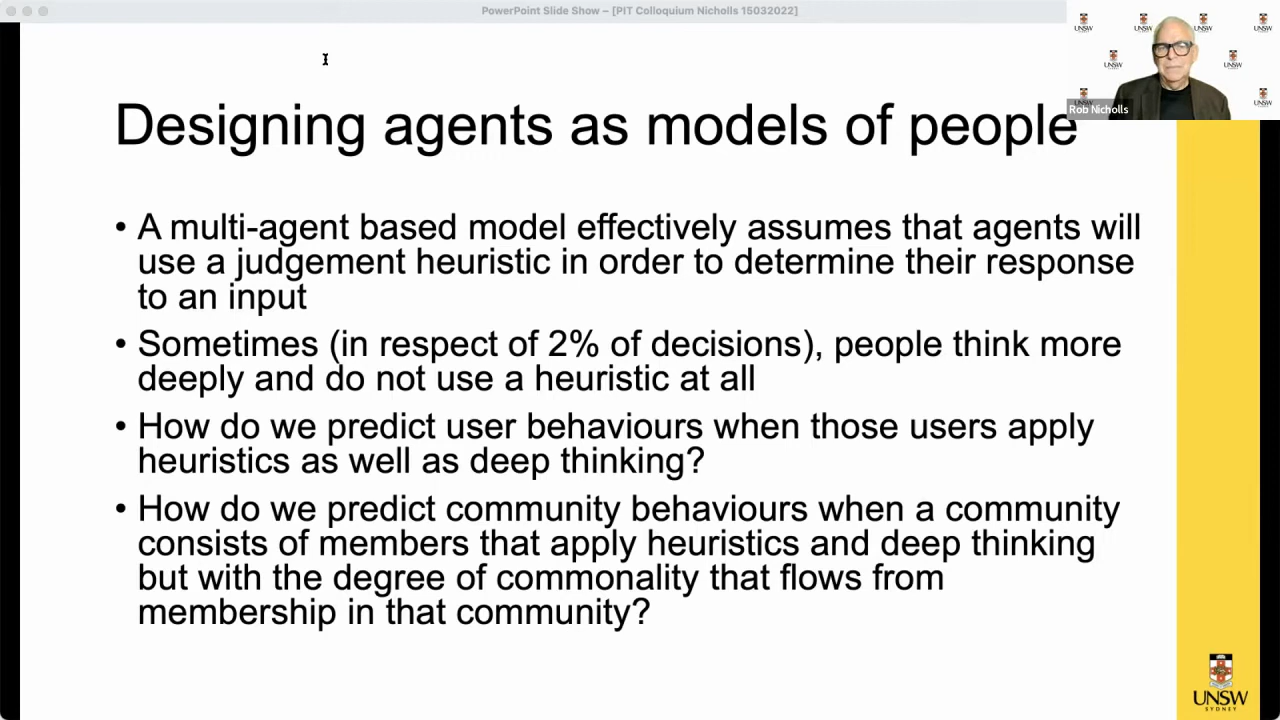 PowerPoint Slide Show – [PIT Colloquium Nicholls 15032022]
UNSW
UNSW
UNSW
UNSW
UNSW
UNSW
Rob Nicholls
Designing agents as models of people
• A multi-agent based model effectively assumes that agents will
use a judgement heuristic in order to determine their response
to an input
• Sometimes (in respect of 2% of decisions), people think more
deeply and do not use a heuristic at all
• How do we predict user behaviours when those users apply
heuristics as well as deep thinking?
• How do we predict community behaviours when a community
consists of members that apply heuristics and deep thinking
but with the degree of commonality that flows from
membership in that community?
UNSW
SYDNEY